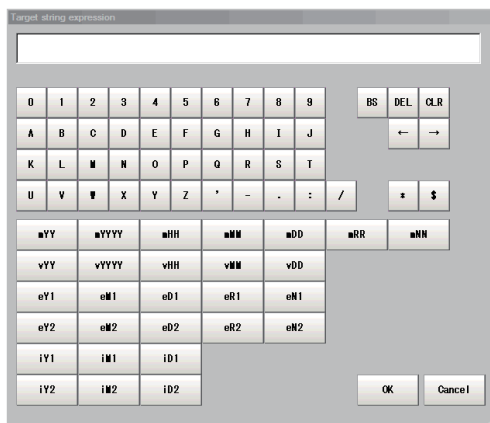 Target string expression
0 1 2 3 4 5 6 7 8 9 BS DEL CLR
A B C D E F G H I J ← →
K L M N O P Q R S T
U V W X Y Z ' - . : / * $
mYY mYYYY mHH mMM mDD mRR mNN
vYY vYYYY vHH vMM vDD
eY1 eM1 eD1 eR1 eN1
eY2 eM2 eD2 eR2 eN2
iY1 iM1 iD1
iY2 iM2 iD2 OK Cancel